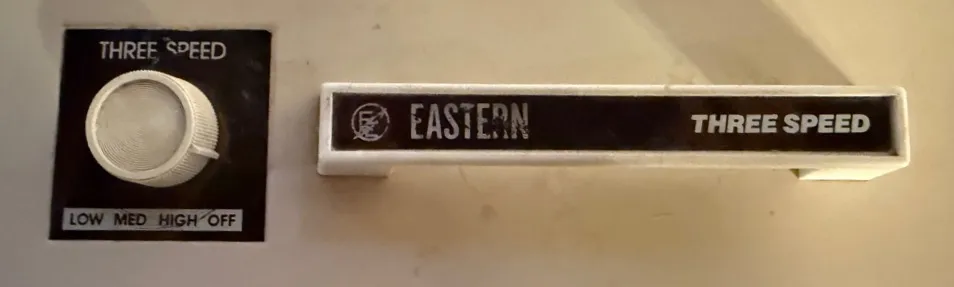 THREE SPEED
LOW MED HIGH OFF
EASTERN
THREE SPEED